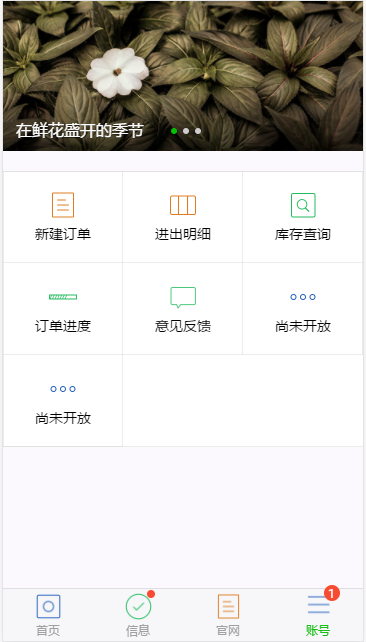 在鲜花盛开的季节
新建订单 进出明细 库存查询
订单进度 意见反馈 尚未开放
尚未开放
1
首页 信息 官网 账号